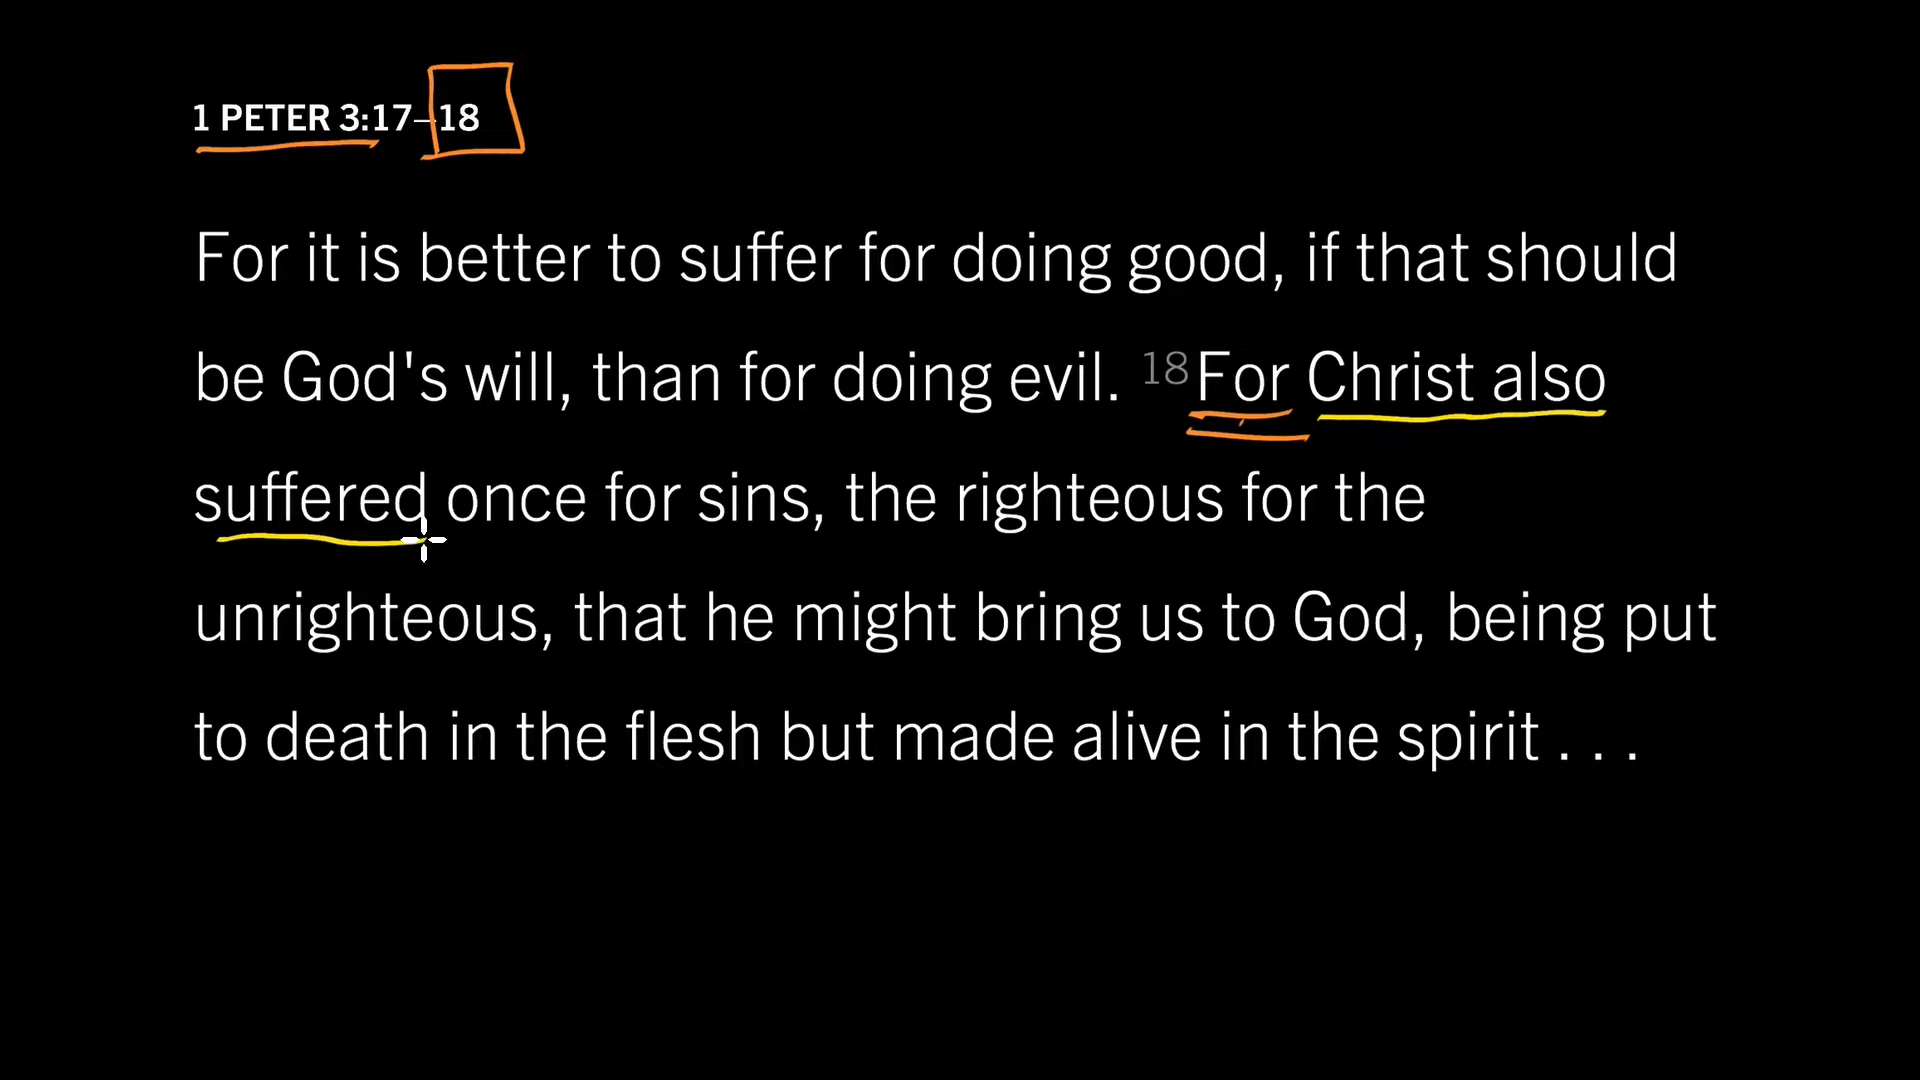 1 PETER 3:17–18
For it is better to suffer for doing good, if that should
be God's will, than for doing evil. 18 For Christ also
suffered once for sins, the righteous for the
unrighteous, that he might bring us to God, being put
to death in the flesh but made alive in the spirit . . .